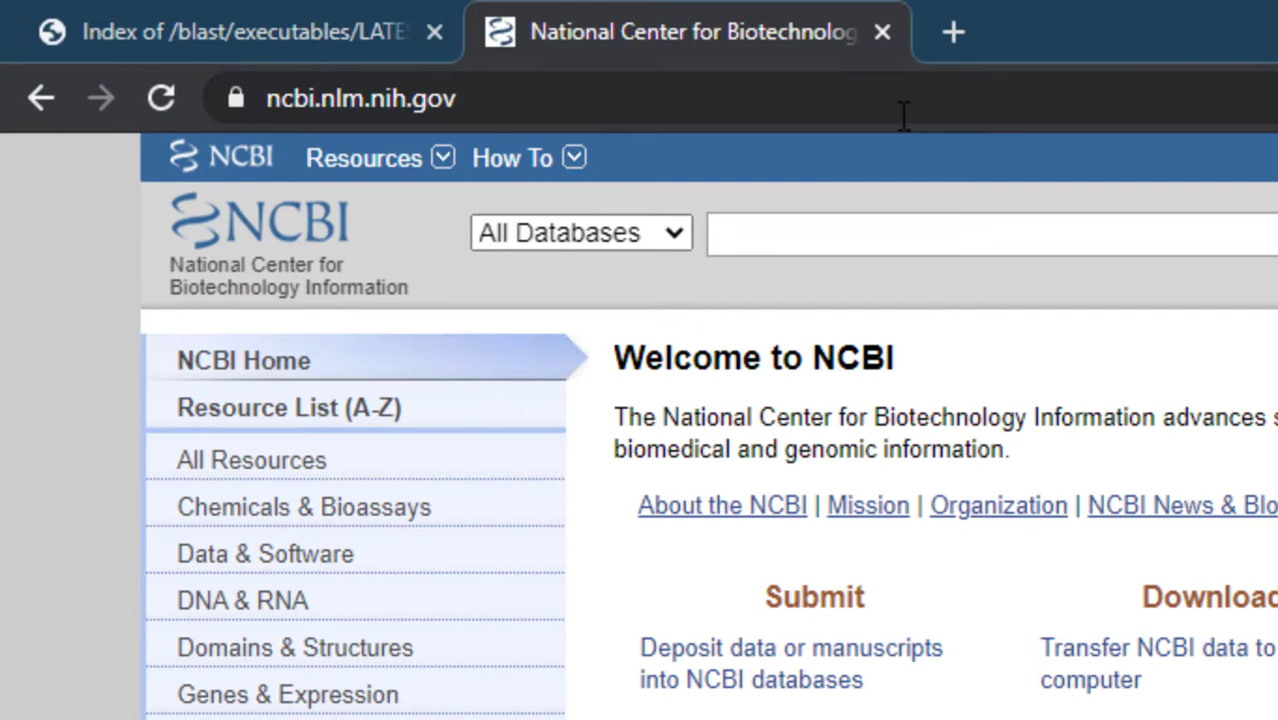 Index of /blast/executables/LATE
National Center for Biotechnolog
ncbi.nlm.nih.gov
NCBI Resources How To
NCBI
National Center for
Biotechnology Information
All Databases
NCBI Home
Resource List (A-Z)
All Resources
Chemicals & Bioassays
Data & Software
DNA & RNA
Domains & Structures
Genes & Expression
Welcome to NCBI
The National Center for Biotechnology Information advances s
biomedical and genomic information.
About the NCBI | Mission | Organization | NCBI News & Blo
Submit
Deposit data or manuscripts
into NCBI databases
Download
Transfer NCBI data to
computer